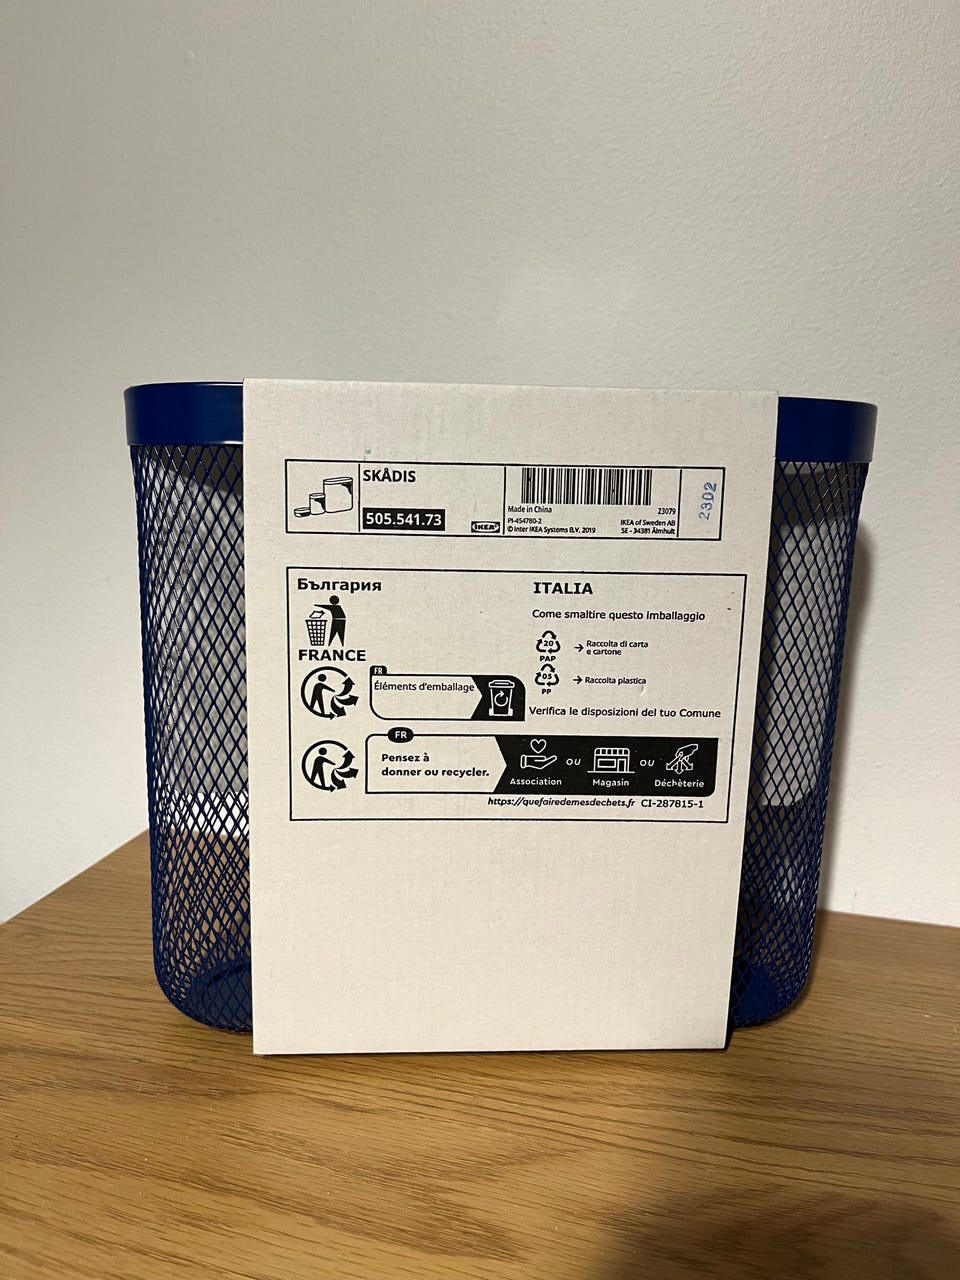 SKÅDIS
505.541.73
IKEA
Made in China
23079
PI-454780-2
© Inter IKEA Systems B.V. 2019
IKEA of Sweden AB
SE - 34381 Älmhult
2302
България
FRANCE
FR
Éléments d'emballage
FR
Pensez à
donner ou recycler.
Association
OU
Magasin
OU
Déchèterie
https://quefairedemesdechets.fr CI-287815-1
ITALIA
Come smaltire questo imballaggio
20
PAP
Raccolta di carta
e cartone
05
PP
Raccolta plastica
Verifica le disposizioni del tuo Comune